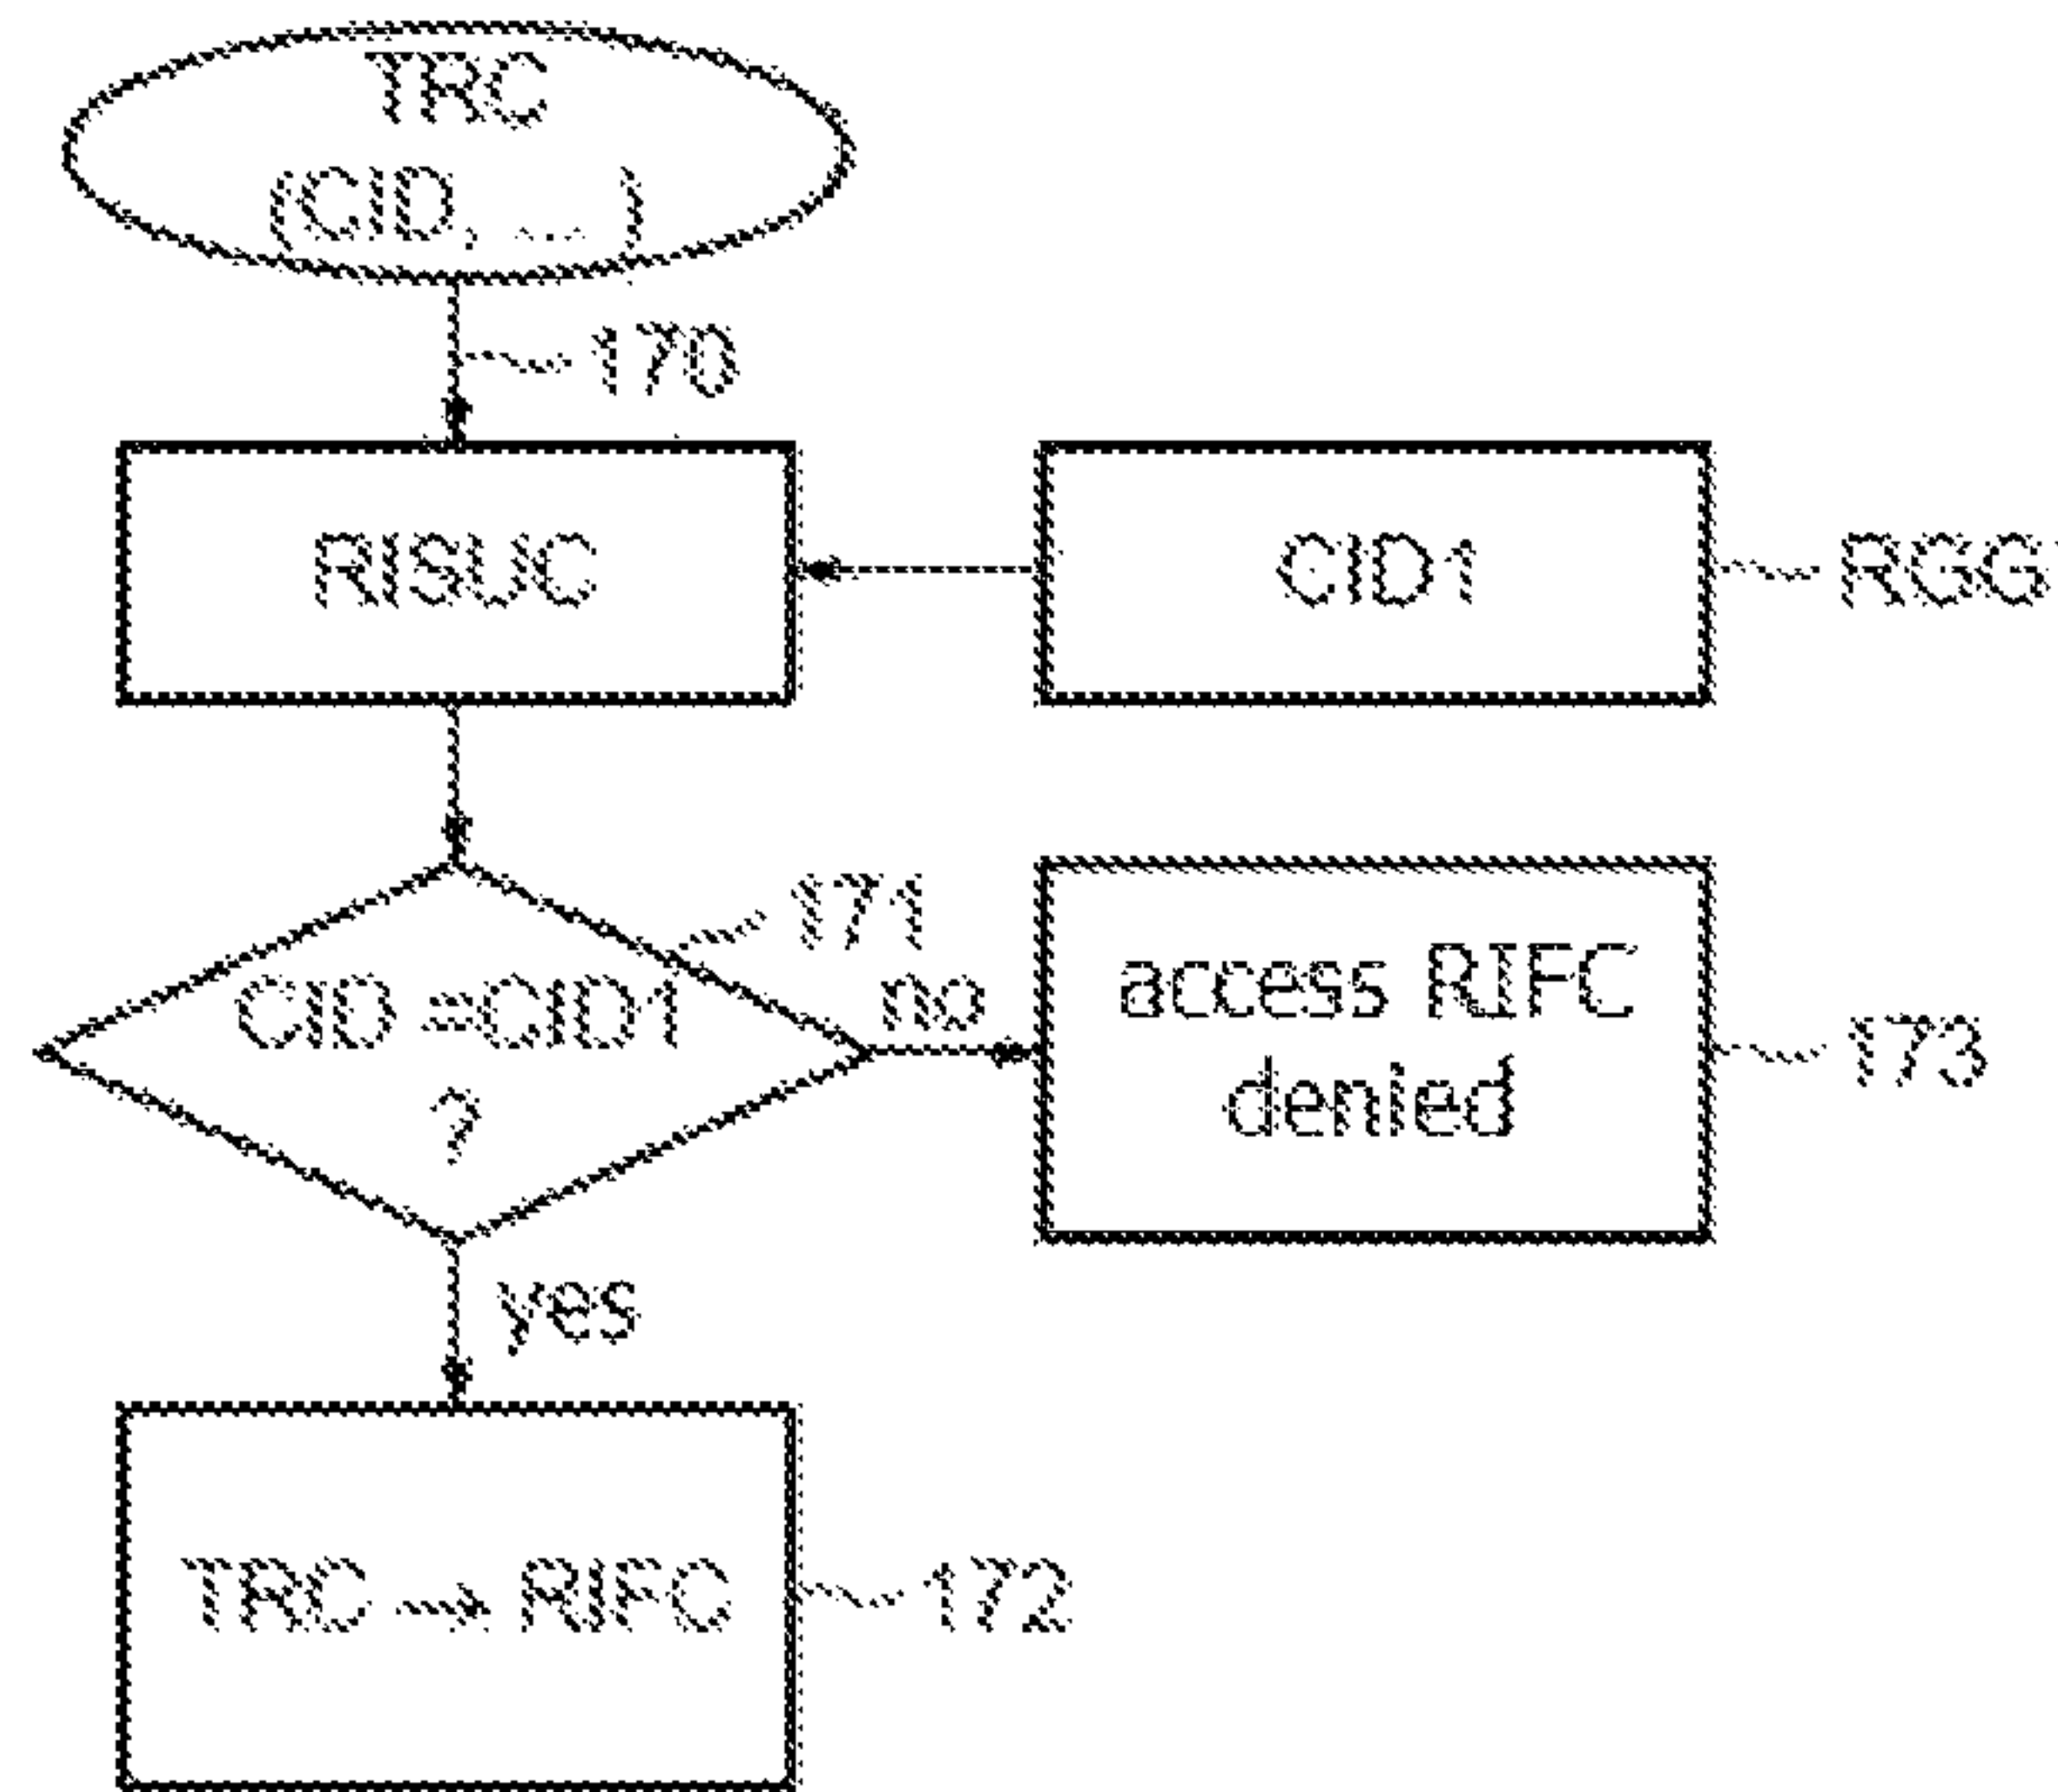 TRC
(CID, ... )
170
RISUC
CID1
RGG
171
CID =CID1
?
no
access RIFC
denied
173
yes
TRC → RIFC
172